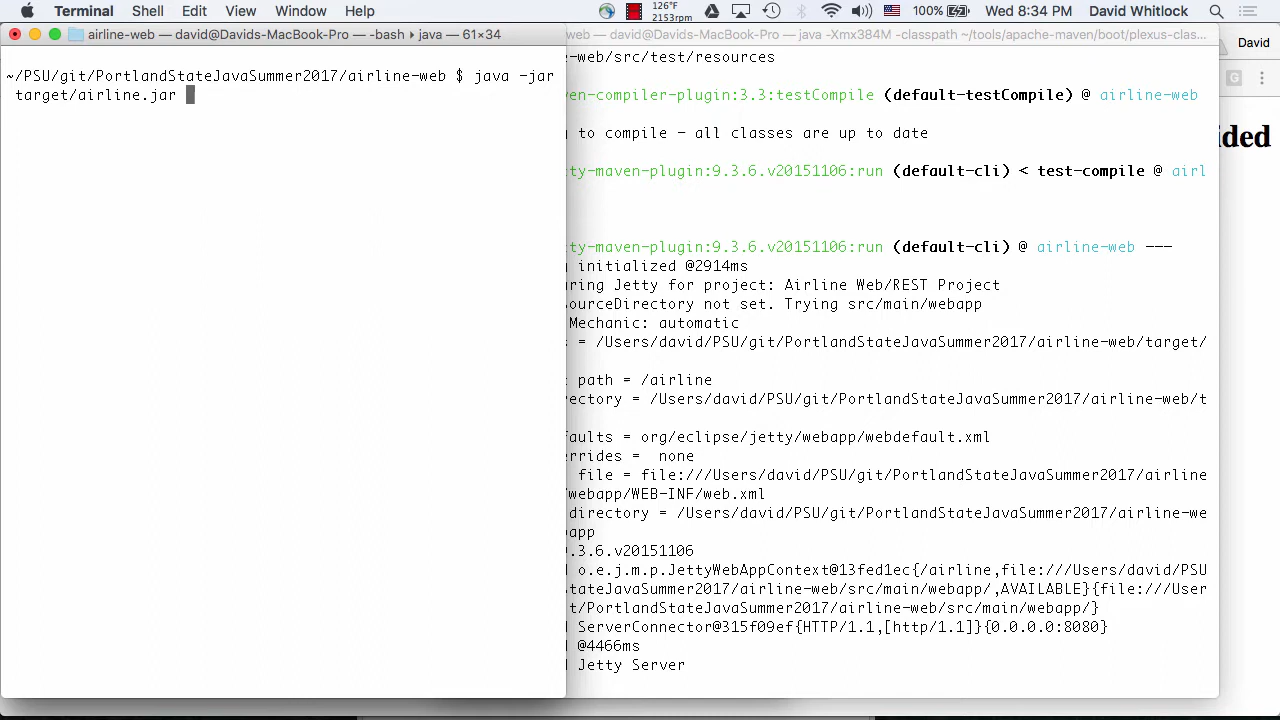 Terminal Shell Edit View Window Help 126°F 2153rpm 100% Wed 8:34 PM David Whitlock
airline-web — david@Davids-MacBook-Pro — -bash ▸ java — 61×34
web — david@Davids-MacBook-Pro — java -Xmx384M -classpath ~/tools/apache-maven/boot/plexus-clas...
David
~/PSU/git/PortlandStateJavaSummer2017/airline-web $ java -jar
target/airline.jar
e-web/src/test/resources
ven-compiler-plugin:3.3:testCompile (default-testCompile) @ airline-web
g to compile - all classes are up to date
ided
tty-maven-plugin:9.3.6.v20151106:run (default-cli) < test-compile @ airl
tty-maven-plugin:9.3.6.v20151106:run (default-cli) @ airline-web ---
initialized @2914ms
uring Jetty for project: Airline Web/REST Project
ourceDirectory not set. Trying src/main/webapp
Mechanic: automatic
= /Users/david/PSU/git/PortlandStateJavaSummer2017/airline-web/target/
path = /airline
ectory = /Users/david/PSU/git/PortlandStateJavaSummer2017/airline-web/t
faults = org/eclipse/jetty/webapp/webdefault.xml
errides = none
file = file:///Users/david/PSU/git/PortlandStateJavaSummer2017/airline
/webapp/WEB-INF/web.xml
directory = /Users/david/PSU/git/PortlandStateJavaSummer2017/airline-we
app
9.3.6.v20151106
o.e.j.m.p.JettyWebAppContext@13fed1ec{/airline,file:///Users/david/PSU
StateJavaSummer2017/airline-web/src/main/webapp/,AVAILABLE}{file:///User
t/PortlandStateJavaSummer2017/airline-web/src/main/webapp/}
ServerConnector@315f09ef{HTTP/1.1,[http/1.1]}{0.0.0.0:8080}
@4466ms
Jetty Server